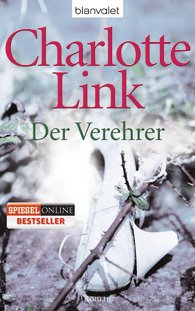 blanvalet
Charlotte
Link
Der Verehrer
SPIEGEL ONLINE
BESTSELLER
ROMAN